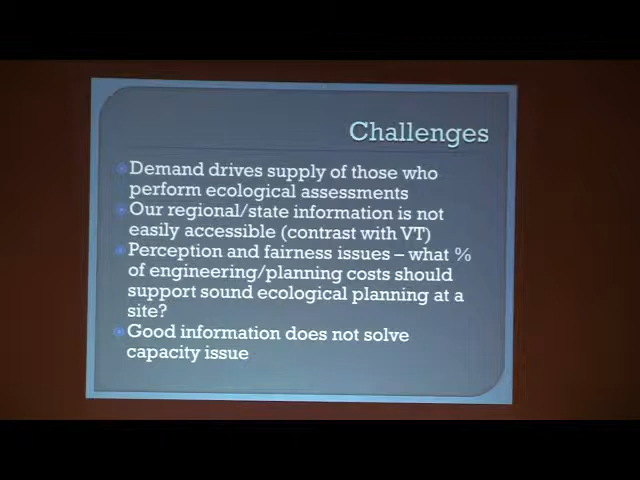 Challenges
Demand drives supply of those who
perform ecological assessments
Our regional/state information is not
easily accessible (contrast with VT)
Perception and fairness issues – what %
of engineering/planning costs should
support sound ecological planning at a
site?
Good information does not solve
capacity issue